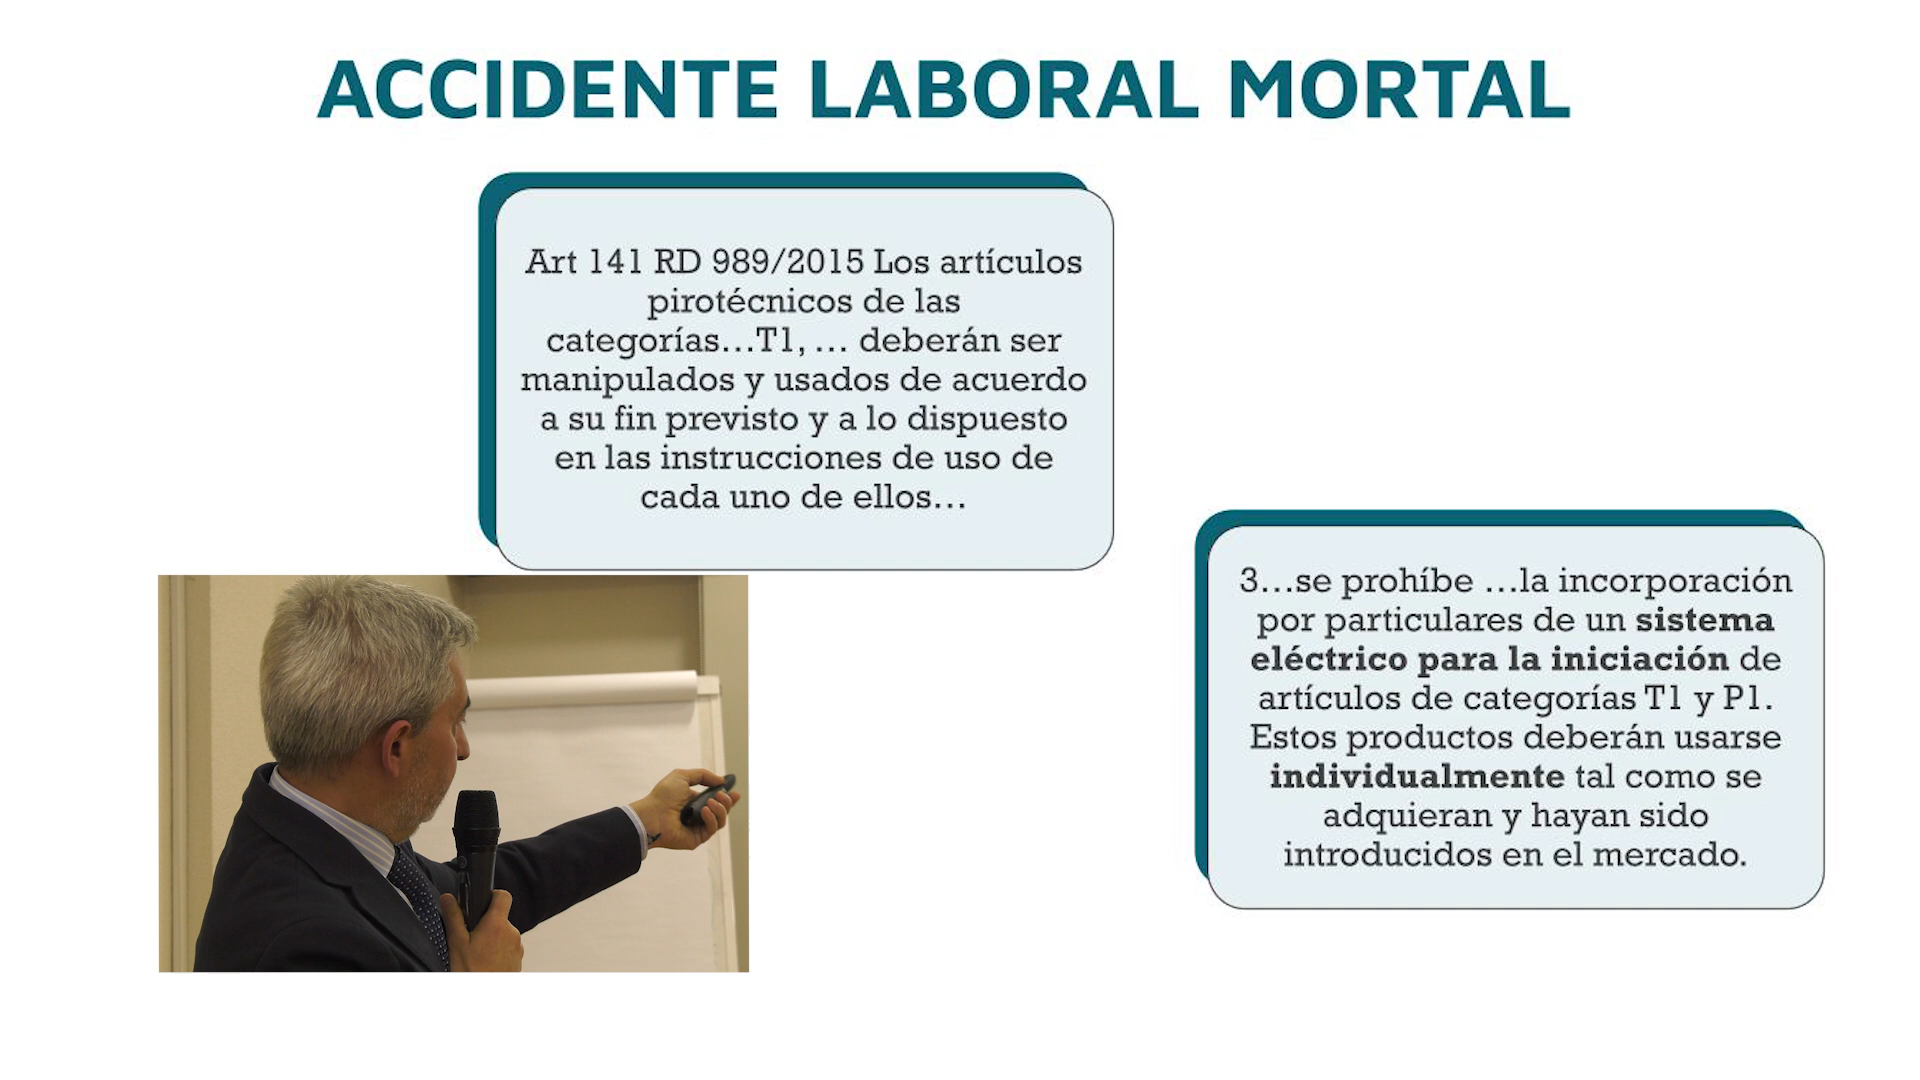 ACCIDENTE LABORAL MORTAL
Art 141 RD 989/2015 Los artículos
pirotécnicos de las
categorías...T1, ... deberán ser
manipulados y usados de acuerdo
a su fin previsto y a lo dispuesto
en las instrucciones de uso de
cada uno de ellos...
3...se prohíbe ...la incorporación
por particulares de un sistema
eléctrico para la iniciación de
artículos de categorías T1 y P1.
Estos productos deberán usarse
individualmente tal como se
adquieran y hayan sido
introducidos en el mercado.